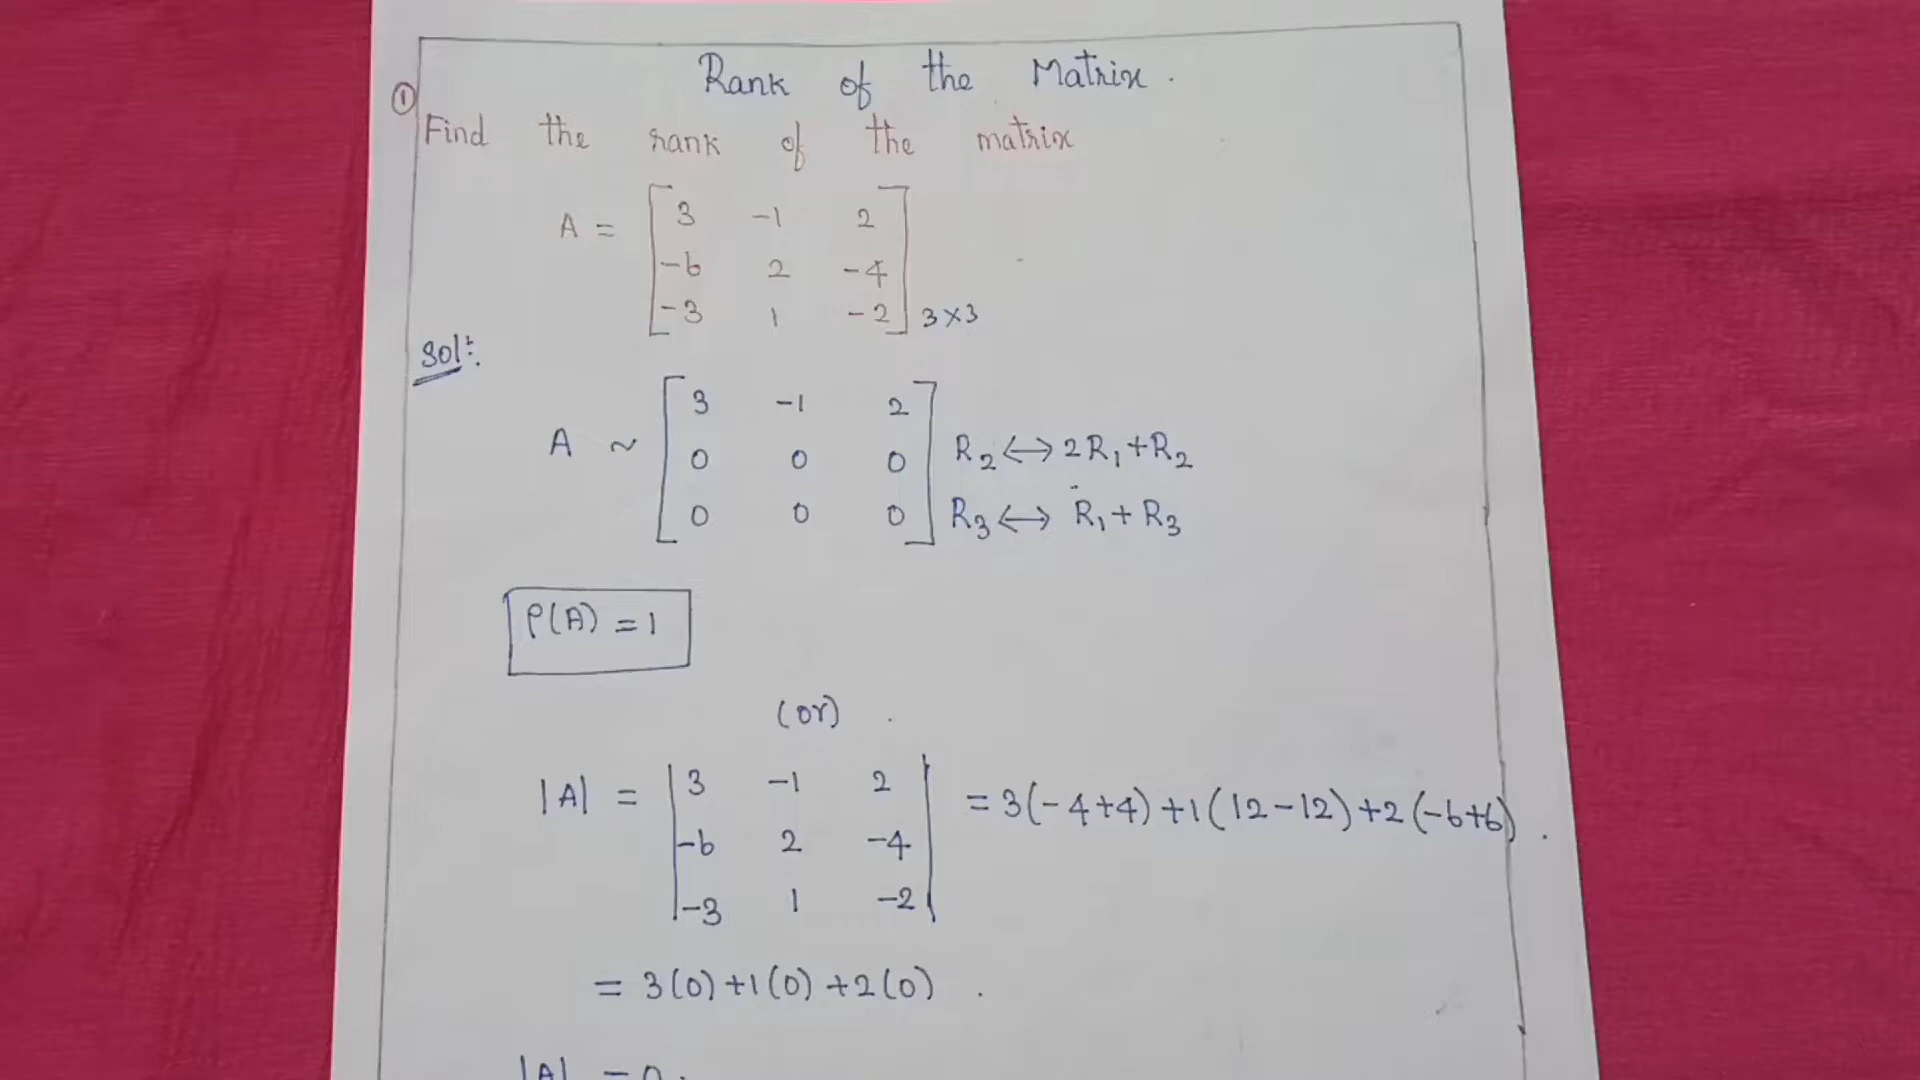 Rank of the Matrix.
① Find the rank of the matrix
A = [3 -1 2
-6 2 -4
-3 1 -2] 3×3
Sol:
A ~ [3 -1 2
0 0 0 R₂ ↔ 2R₁+R₂
0 0 0] R₃ ↔ R₁+R₃
ρ(A) = 1
(or)
|A| = |3 -1 2
-6 2 -4
-3 1 -2| = 3(-4+4)+1(12-12)+2(-6+6).
= 3(0)+1(0)+2(0).
|A| = 0.